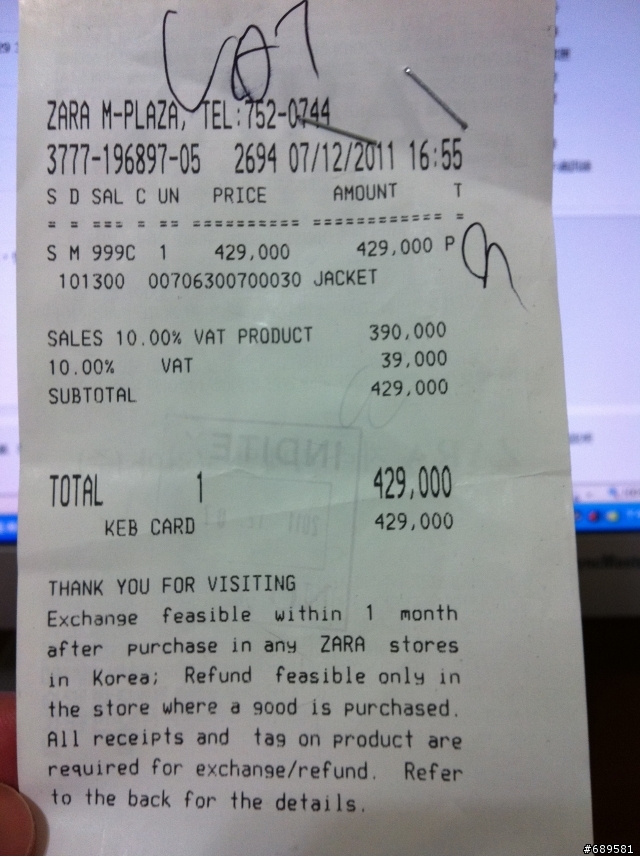 ZARA M-PLAZA, TEL:752-0744
3777-196897-05 2694 07/12/2011 16:55
S D SAL C UN PRICE AMOUNT T
= = === = == ========== ============ =
S M 999C 1 429,000 429,000 P
101300 00706300700030 JACKET
SALES 10.00% VAT PRODUCT 390,000
10.00% VAT 39,000
SUBTOTAL 429,000
TOTAL 1 429,000
KEB CARD 429,000
THANK YOU FOR VISITING
Exchange feasible within 1 month
after purchase in any ZARA stores
in Korea; Refund feasible only in
the store where a good is purchased.
All receipts and tag on product are
required for exchange/refund. Refer
to the back for the details.
#689581